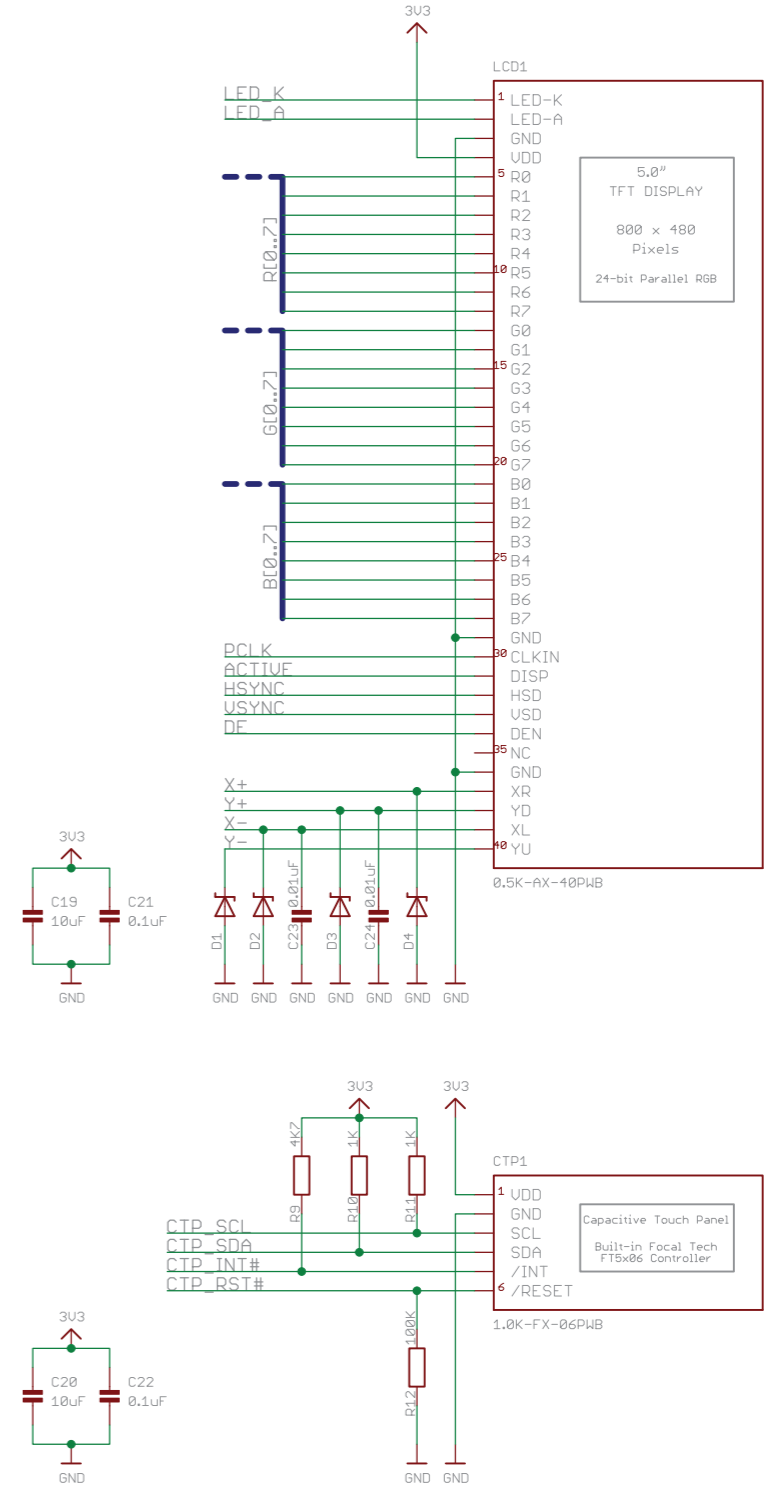 3V3
LCD1
LED_K
1 LED-K
LED_A
LED-A
GND
VDD
5 R0
R1
R2
R3
R4
10 R5
R6
R7
R[0..7]
5.0"
TFT DISPLAY
800 x 480
Pixels
24-bit Parallel RGB
G0
G1
15 G2
G3
G4
G5
G6
20 G7
G[0..7]
B0
B1
B2
B3
25 B4
B5
B6
B7
B[0..7]
GND
PCLK
30 CLKIN
ACTIVE
DISP
HSYNC
HSD
VSYNC
VSD
DE
DEN
35 NC
GND
X+
XR
Y+
YD
X-
XL
Y-
40 YU
0.5K-AX-40PWB
3V3
C19
10uF
C21
0.1uF
GND
D1
D2
C23
0.01uF
D3
C24
0.01uF
D4
GND GND GND GND GND GND GND
3V3
3V3
4K7
1K
1K
R9
R10
R11
CTP1
1 VDD
GND
CTP_SCL
SCL
CTP_SDA
SDA
CTP_INT#
/INT
CTP_RST#
6 /RESET
Capacitive Touch Panel
Built-in Focal Tech
FT5x06 Controller
1.0K-FX-06PWB
100K
R12
3V3
C20
10uF
C22
0.1uF
GND
GND GND